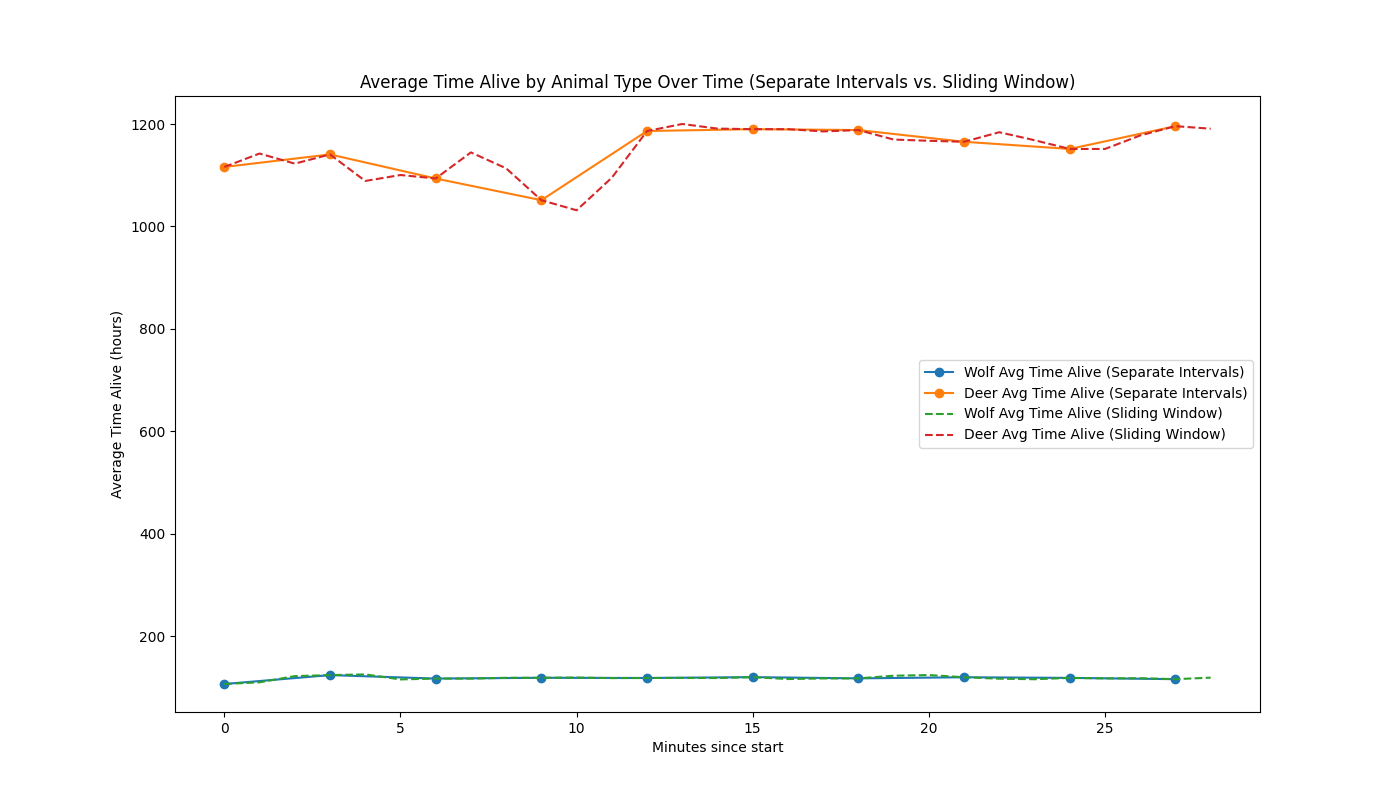 Average Time Alive by Animal Type Over Time (Separate Intervals vs. Sliding Window)
1200
1000
800
600
400
200
Average Time Alive (hours)
Wolf Avg Time Alive (Separate Intervals)
Deer Avg Time Alive (Separate Intervals)
Wolf Avg Time Alive (Sliding Window)
Deer Avg Time Alive (Sliding Window)
0 5 10 15 20 25
Minutes since start